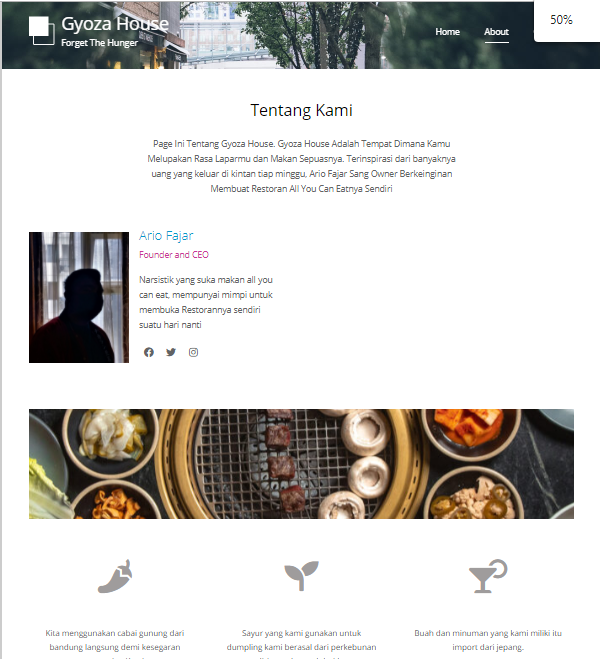 Gyoza House
Forget The Hunger
Home
About
50%
Tentang Kami
Page Ini Tentang Gyoza House. Gyoza House Adalah Tempat Dimana Kamu
Melupakan Rasa Laparmu dan Makan Sepuasnya. Terinspirasi dari banyaknya
uang yang keluar di kintan tiap minggu, Ario Fajar Sang Owner Berkeinginan
Membuat Restoran All You Can Eatnya Sendiri
Ario Fajar
Founder and CEO
Narsistik yang suka makan all you
can eat, mempunyai mimpi untuk
membuka Restorannya sendiri
suatu hari nanti
Kita menggunakan cabai gunung dari
bandung langsung demi kesegaran
Sayur yang kami gunakan untuk
dumpling kami berasal dari perkebunan
Buah dan minuman yang kami miliki itu
import dari jepang.